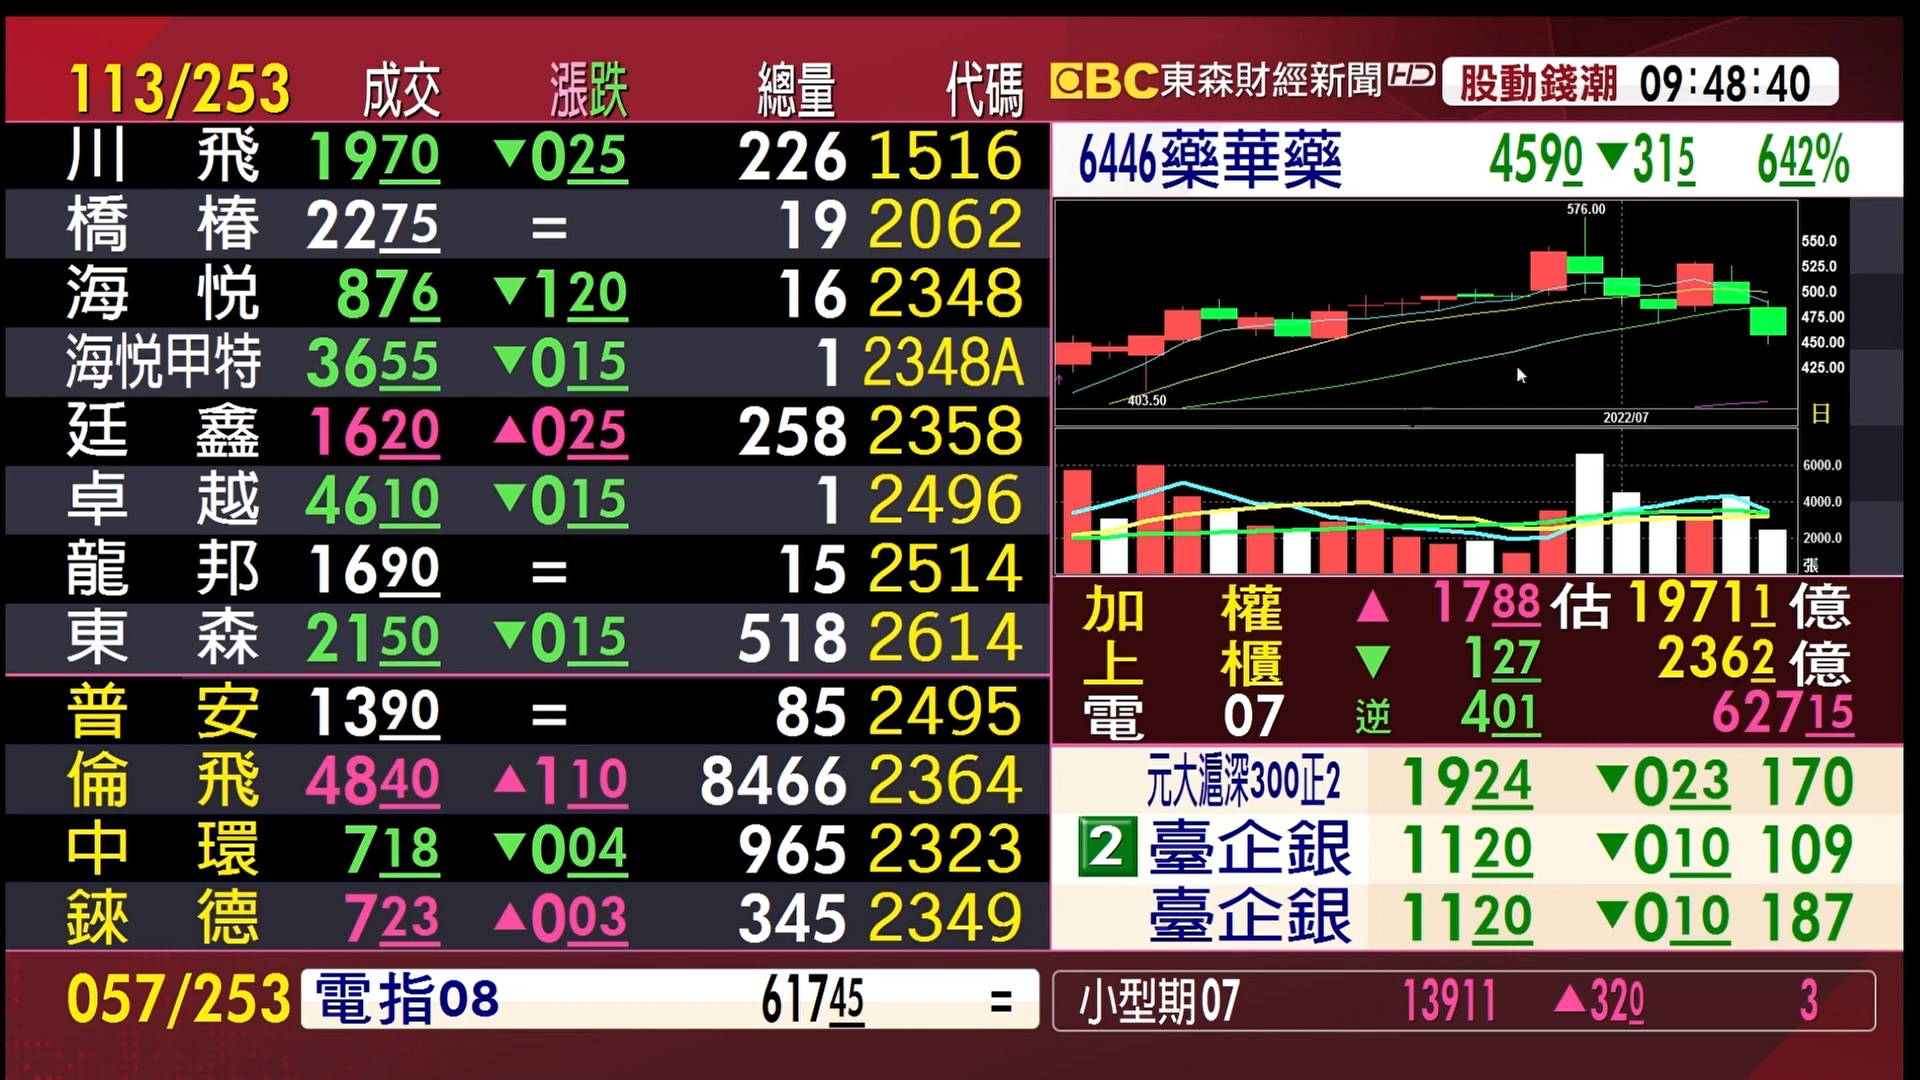 113/253 成交 漲跌 總量 代碼
川飛 1970 ▼025 226 1516
橋椿 2275 = 19 2062
海悦 876 ▼120 16 2348
海悦甲特 3655 ▼015 1 2348A
廷鑫 1620 ▲025 258 2358
卓越 4610 ▼015 1 2496
龍邦 1690 = 15 2514
東森 2150 ▼015 518 2614
普安 1390 = 85 2495
倫飛 4840 ▲110 8466 2364
中環 718 ▼004 965 2323
錸德 723 ▲003 345 2349
057/253 電指08 61745 =
EBC東森財經新聞HD 股動錢潮 09:48:40
6446藥華藥 4590 ▼315 642%
576.00
550.0
525.0
500.0
475.00
450.00
425.00
403.50
2022/07 日
6000.0
4000.0
2000.0
張
加權 ▲ 1788 估 19711 億
上櫃 ▼ 127 2362 億
電 07 逆 401 62715
元大滬深300正2 1924 ▼023 170
2 臺企銀 1120 ▼010 109
臺企銀 1120 ▼010 187
小型期07 13911 ▲320 3